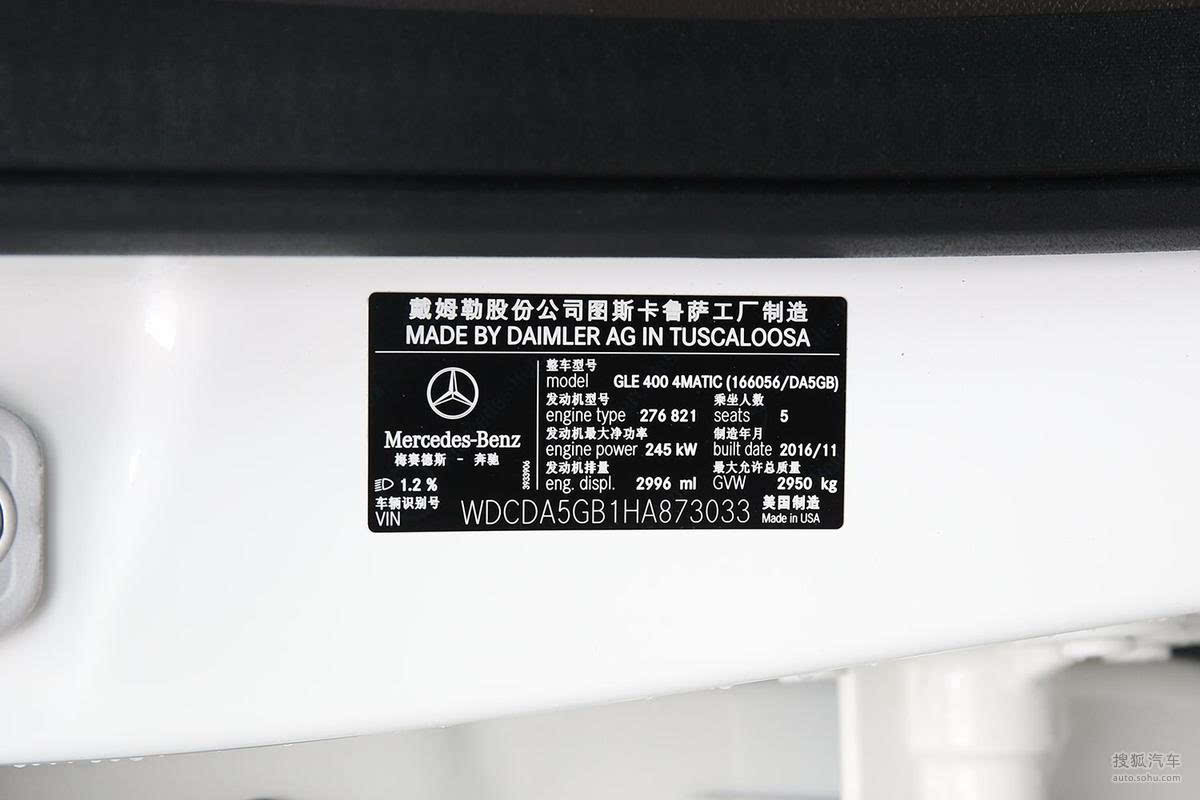 戴姆勒股份公司图斯卡鲁萨工厂制造
MADE BY DAIMLER AG IN TUSCALOOSA
Mercedes-Benz
梅赛德斯 - 奔驰
1.2 %
3933906
整车型号
model GLE 400 4MATIC (166056/DA5GB)
发动机型号 乘坐人数
engine type 276 821 seats 5
发动机最大净功率 制造年月
engine power 245 kW built date 2016/11
发动机排量 最大允许总质量
eng. displ. 2996 ml GVW 2950 kg
车辆识别号 美国制造
VIN WDCDA5GB1HA873033 Made in USA
搜狐汽车
auto.sohu.com